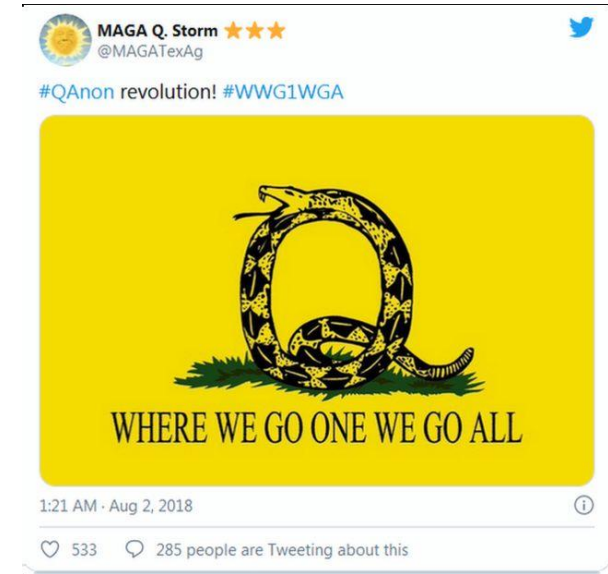 MAGA Q. Storm ⭐⭐⭐
@MAGATexAg
#QAnon revolution! #WWG1WGA
WHERE WE GO ONE WE GO ALL
1:21 AM · Aug 2, 2018
533 285 people are Tweeting about this